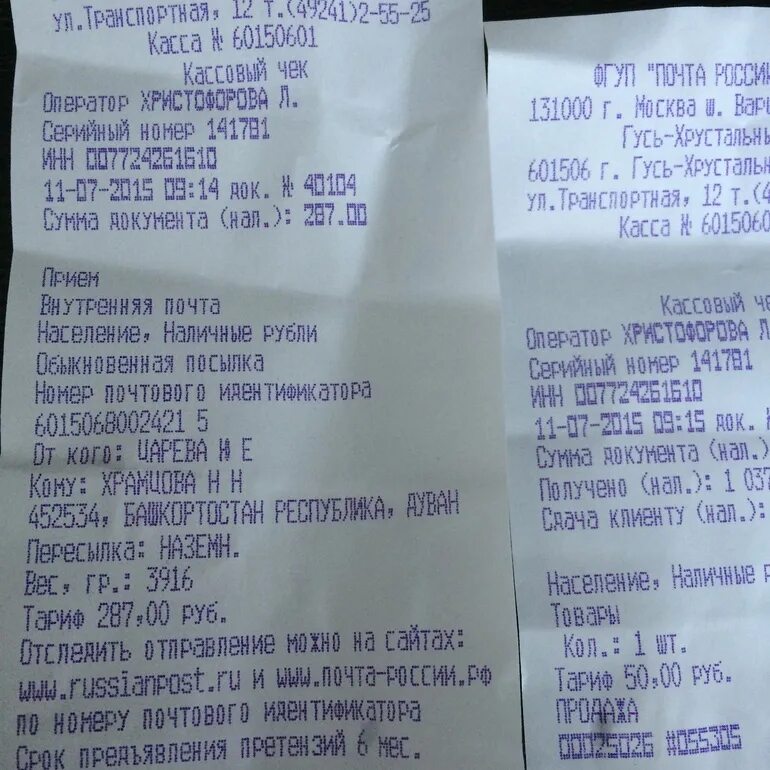 ул.Транспортная, 12 т.(49241)2-55-25
Касса № 60150601
Кассовый чек
Оператор ХРИСТОФОРОВА Л.
Серийный номер 141781
ИНН 007724261610
11-07-2015 09:14 док. № 40104
Сумма документа (нал.): 287.00
Прием
Внутренняя почта
Население, Наличные рубли
Обыкновенная посылка
Номер почтового идентификатора
6015068002421 5
От кого: ЦАРЕВА И Е
Кому: ХРАМЦОВА Н Н
452534, БАШКОРТОСТАН РЕСПУБЛИКА, ДУВАН
Пересылка: НАЗЕМН.
Вес, гр.: 3916
Тариф 287,00 руб.
Отследить отправление можно на сайтах:
www.russianpost.ru и www.почта-россии.рф
по номеру почтового идентификатора
Срок предъявления претензий 6 мес.
ФГУП "ПОЧТА РОССИИ
131000 г. Москва ш. Варш
Гусь-Хрустальны
601506 г. Гусь-Хрустальн
ул.Транспортная, 12 т.(4
Касса № 6015060
Кассовый че
Оператор ХРИСТОФОРОВА Л
Серийный номер 141781
ИНН 007724261610
11-07-2015 09:15 док.
Сумма документа (нал.)
Получено (нал.): 1 037
Сдача клиенту (нал.):
Население, Наличные р
Товары
Кол.: 1 шт.
Тариф 50,00 руб.
ПРОДАЖА
00025026 #055305